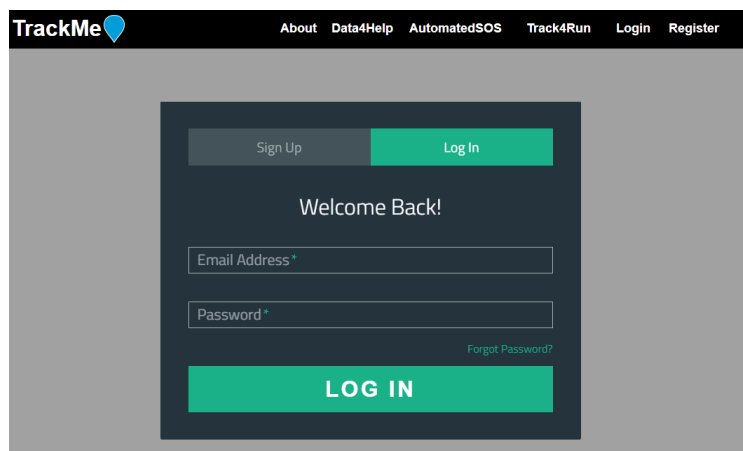 TrackMe About Data4Help AutomatedSOS Track4Run Login Register
Sign Up Log In
Welcome Back!
Email Address*
Password*
Forgot Password?
LOG IN